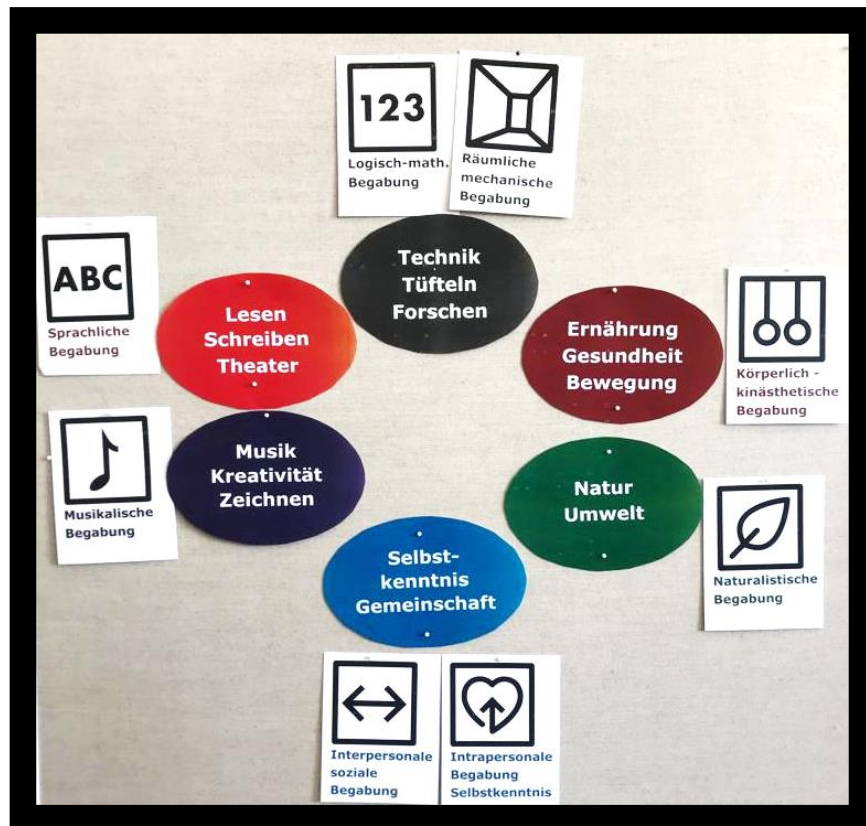 123
Logisch-math.
Begabung
Räumliche
mechanische
Begabung
Technik
Tüfteln
Forschen
ABC
Sprachliche
Begabung
Lesen
Schreiben
Theater
Ernährung
Gesundheit
Bewegung
Körperlich -
kinästhetische
Begabung
Musikalische
Begabung
Musik
Kreativität
Zeichnen
Natur
Umwelt
Naturalistische
Begabung
Selbst-
kenntnis
Gemeinschaft
Interpersonale
soziale
Begabung
Intrapersonale
Begabung
Selbstkenntnis